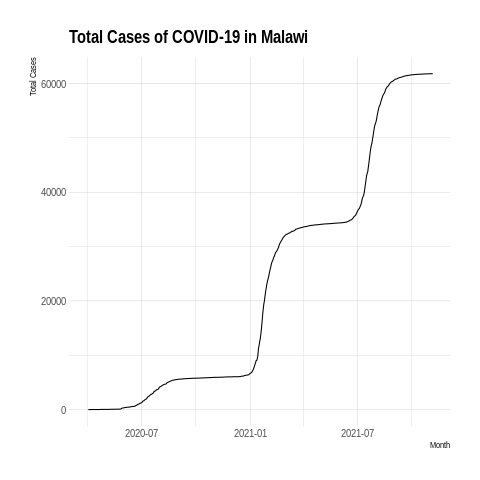 Total Cases of COVID-19 in Malawi
Total Cases
60000
40000
20000
0
2020-07
2021-01
2021-07
Month